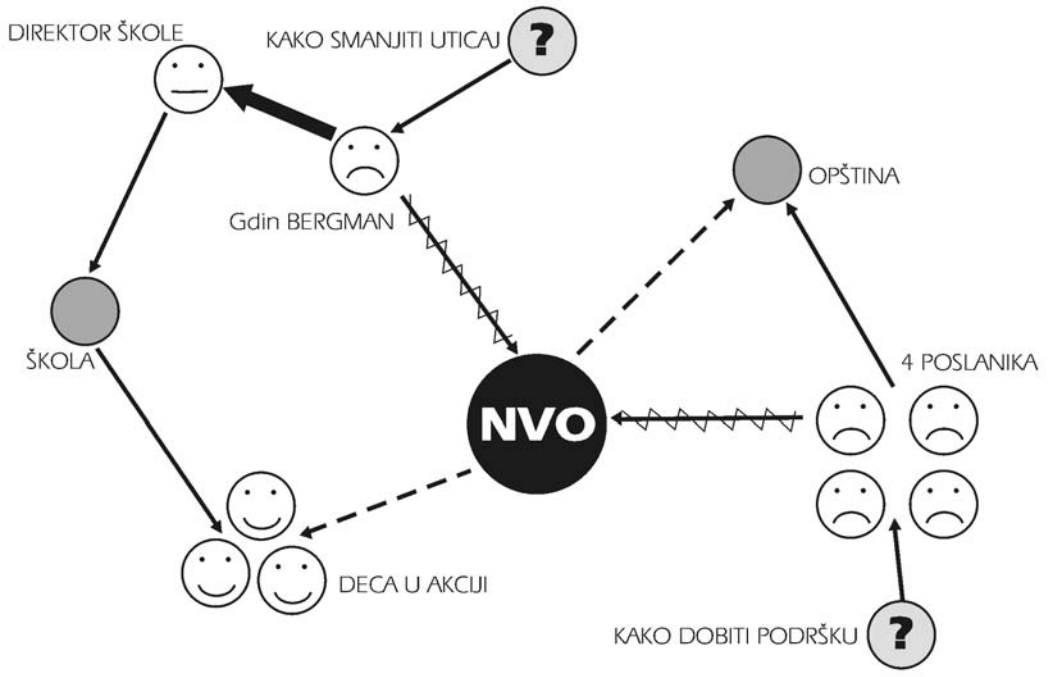 DIREKTOR ŠKOLE
KAKO SMANJITI UTICAJ
?
Gdin BERGMAN
OPŠTINA
ŠKOLA
4 POSLANIKA
NVO
DECA U AKCIJI
KAKO DOBITI PODRŠKU
?